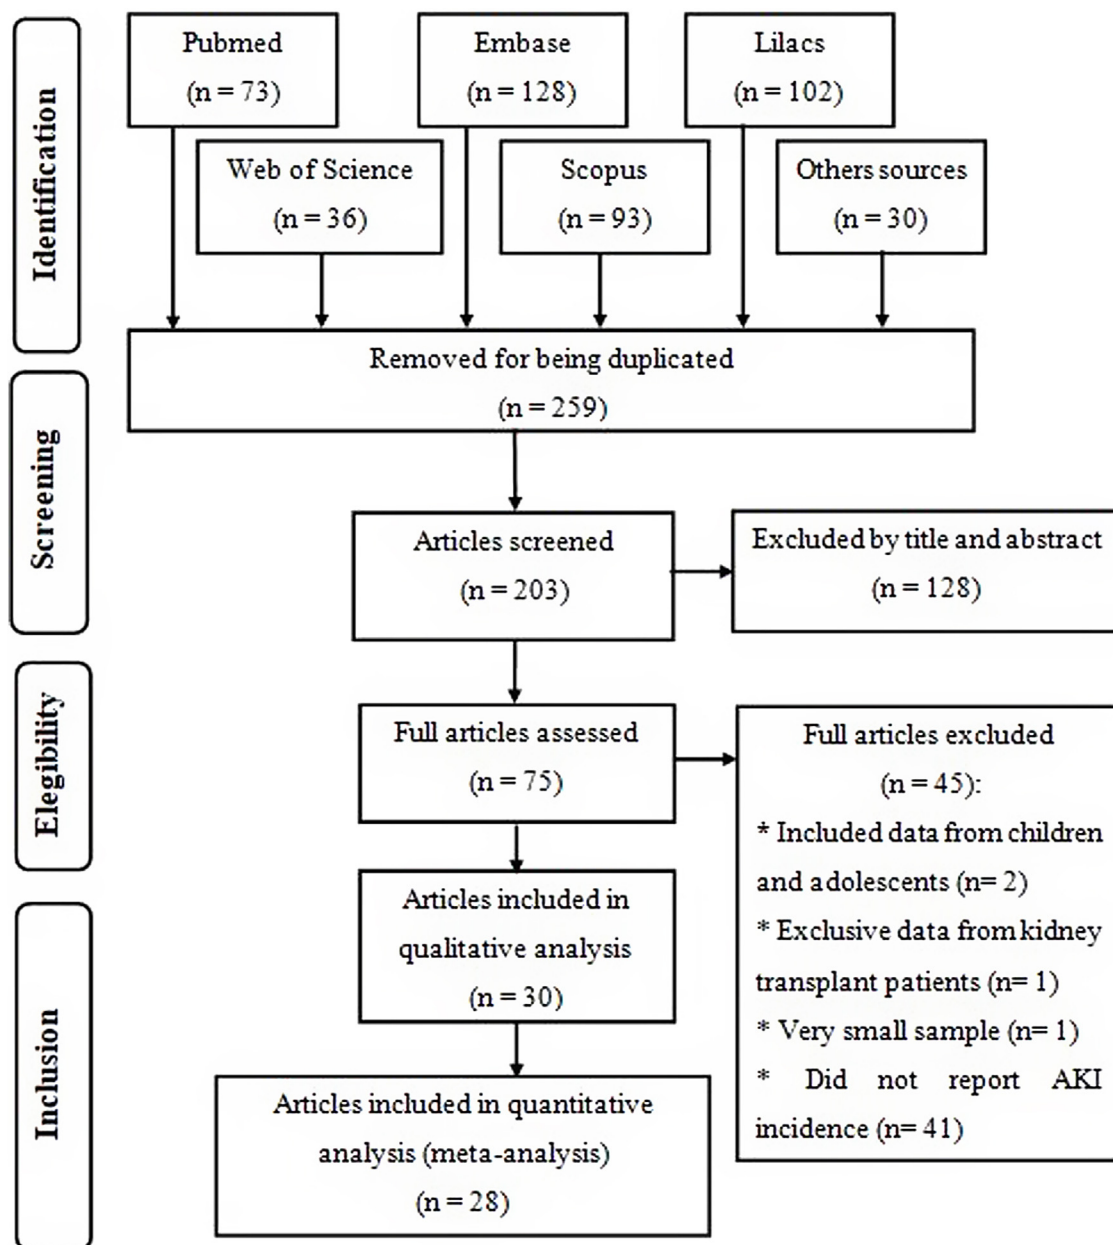 Identification
Pubmed
(n = 73)
Embase
(n = 128)
Lilacs
(n = 102)
Web of Science
(n = 36)
Scopus
(n = 93)
Others sources
(n = 30)
Removed for being duplicated
(n = 259)
Screening
Articles screened
(n = 203)
Excluded by title and abstract
(n = 128)
Elegibility
Full articles assessed
(n = 75)
Full articles excluded
(n = 45):
* Included data from children
and adolescents (n= 2)
* Exclusive data from kidney
transplant patients (n= 1)
* Very small sample (n= 1)
* Did not report AKI
incidence (n= 41)
Inclusion
Articles included in
qualitative analysis
(n = 30)
Articles included in quantitative
analysis (meta-analysis)
(n = 28)